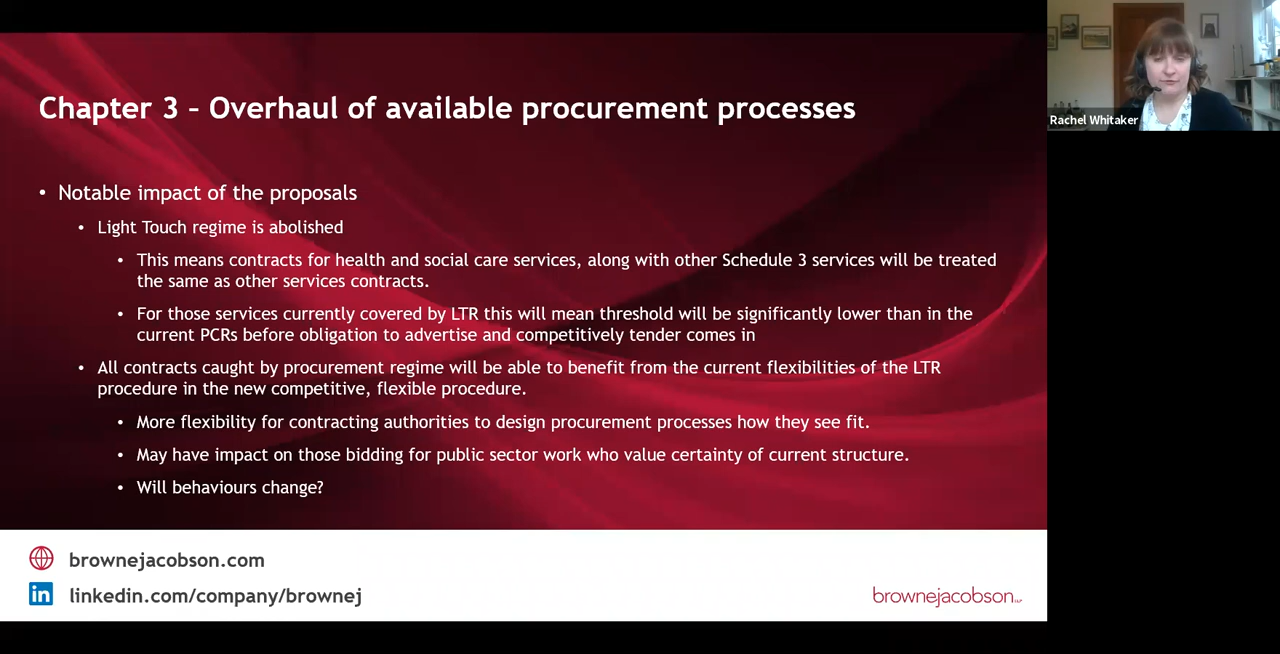 Chapter 3 – Overhaul of available procurement processes
Rachel Whitaker
• Notable impact of the proposals
• Light Touch regime is abolished
• This means contracts for health and social care services, along with other Schedule 3 services will be treated
the same as other services contracts.
• For those services currently covered by LTR this will mean threshold will be significantly lower than in the
current PCRs before obligation to advertise and competitively tender comes in
• All contracts caught by procurement regime will be able to benefit from the current flexibilities of the LTR
procedure in the new competitive, flexible procedure.
• More flexibility for contracting authorities to design procurement processes how they see fit.
• May have impact on those bidding for public sector work who value certainty of current structure.
• Will behaviours change?
brownejacobson.com
in linkedin.com/company/brownej
brownejacobson LLP